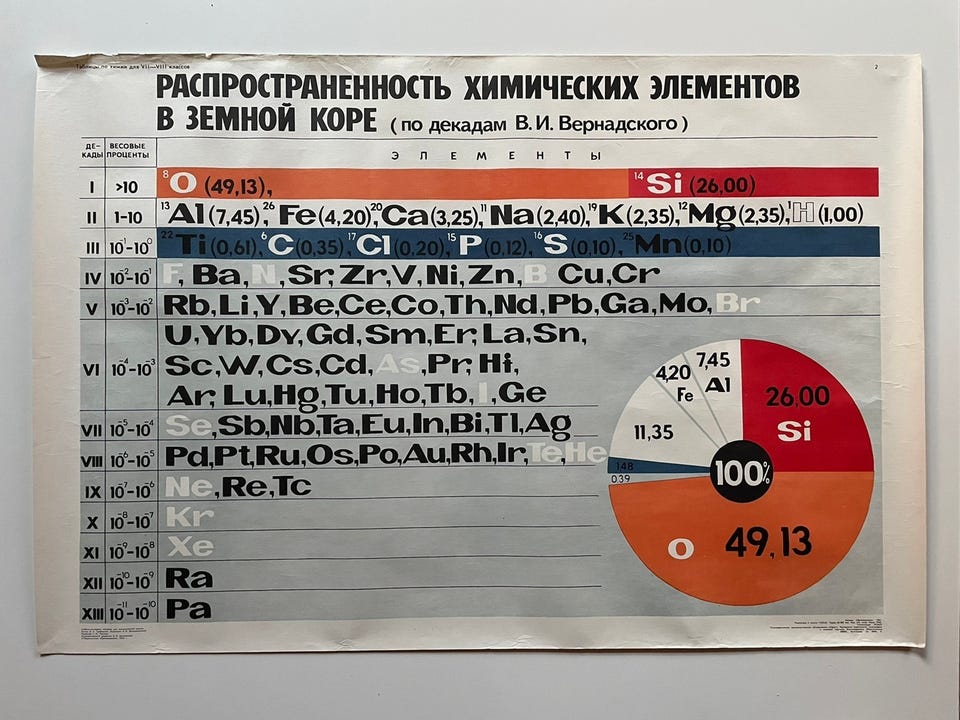 Таблицы по химии для VII—VIII классов
2
РАСПРОСТРАНЕННОСТЬ ХИМИЧЕСКИХ ЭЛЕМЕНТОВ
В ЗЕМНОЙ КОРЕ (по декадам В.И. Вернадского)
ДЕКАДЫ ВЕСОВЫЕ ПРОЦЕНТЫ ЭЛЕМЕНТЫ
I >10 ⁸O (49,13), ¹⁴Si (26,00)
II 1-10 ¹³Al (7,45), ²⁶Fe (4,20), ²⁰Ca (3,25), ¹¹Na (2,40), ¹⁹K (2,35), ¹²Mg (2,35), ¹H (1,00)
III 10⁻¹-10⁰ ²²Ti (0,61), ⁶C (0,35), ¹⁷Cl (0,20), ¹⁵P (0,12), ¹⁶S (0,10), ²⁵Mn (0,10)
IV 10⁻²-10⁻¹ F, Ba, N, Sr, Zr, V, Ni, Zn, B Cu, Cr
V 10⁻³-10⁻² Rb, Li, Y, Be, Ce, Co, Th, Nd, Pb, Ga, Mo, Br
U, Yb, Dy, Gd, Sm, Er, La, Sn,
VI 10⁻⁴-10⁻³ Sc, W, Cs, Cd, As, Pr, Hf,
Ar, Lu, Hg, Tu, Ho, Tb, I, Ge
VII 10⁻⁵-10⁻⁴ Se, Sb, Nb, Ta, Eu, In, Bi, Tl, Ag
VIII 10⁻⁶-10⁻⁵ Pd, Pt, Ru, Os, Po, Au, Rh, Ir, Te, He
IX 10⁻⁷-10⁻⁶ Ne, Re, Tc
X 10⁻⁸-10⁻⁷ Kr
XI 10⁻⁹-10⁻⁸ Xe
XII 10⁻¹⁰-10⁻⁹ Ra
XIII 10⁻¹¹-10⁻¹⁰ Pa
7,45
Al
4,20
Fe
26,00
Si
11,35
1,48
0,39
100%
O 49,13